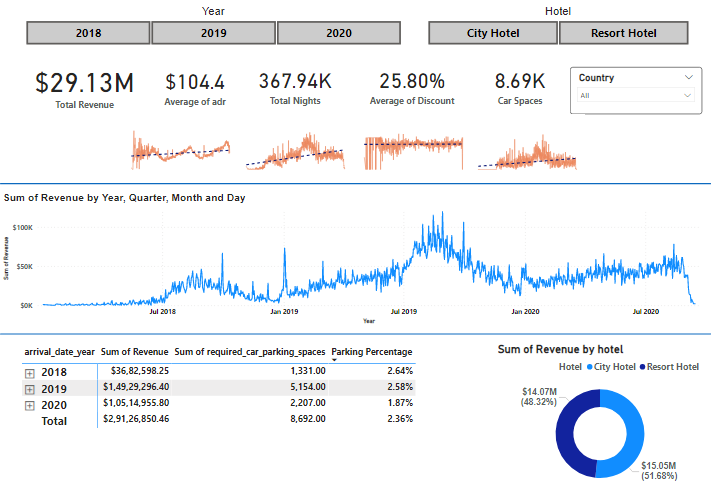 Year
Hotel
2018 2019 2020 City Hotel Resort Hotel
$29.13M $104.4 367.94K 25.80% 8.69K
Total Revenue Average of adr Total Nights Average of Discount Car Spaces
Country
All
Sum of Revenue by Year, Quarter, Month and Day
Sum of Revenue
$100K
$50K
$0K
Jul 2018 Jan 2019 Jul 2019 Jan 2020 Jul 2020
Year
arrival_date_year Sum of Revenue Sum of required_car_parking_spaces Parking Percentage
2018 $36,82,598.25 1,331.00 2.64%
2019 $1,49,29,296.40 5,154.00 2.58%
2020 $1,05,14,955.80 2,207.00 1.87%
Total $2,91,26,850.46 8,692.00 2.36%
Sum of Revenue by hotel
Hotel City Hotel Resort Hotel
$14.07M
(48.32%)
$15.05M
(51.68%)